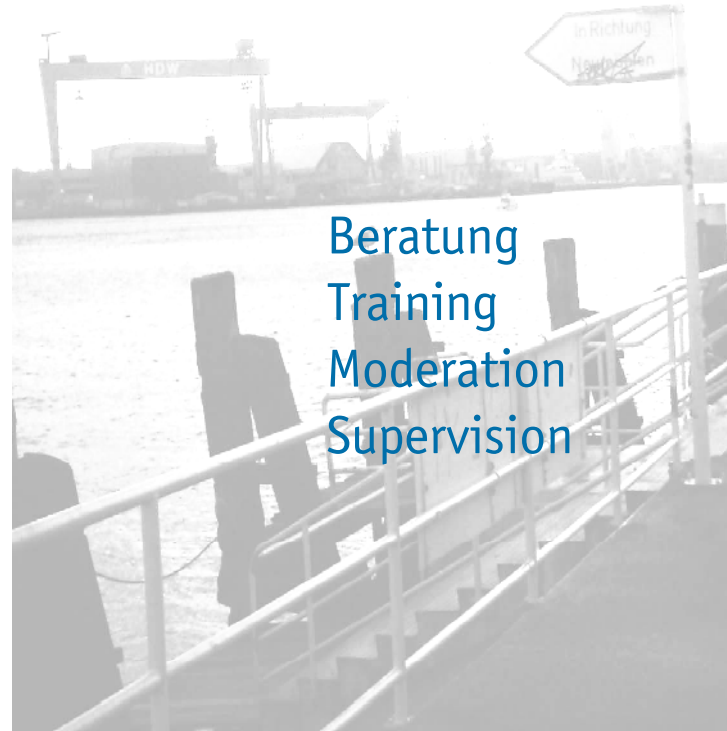 In Richtung
HDW
Beratung
Training
Moderation
Supervision